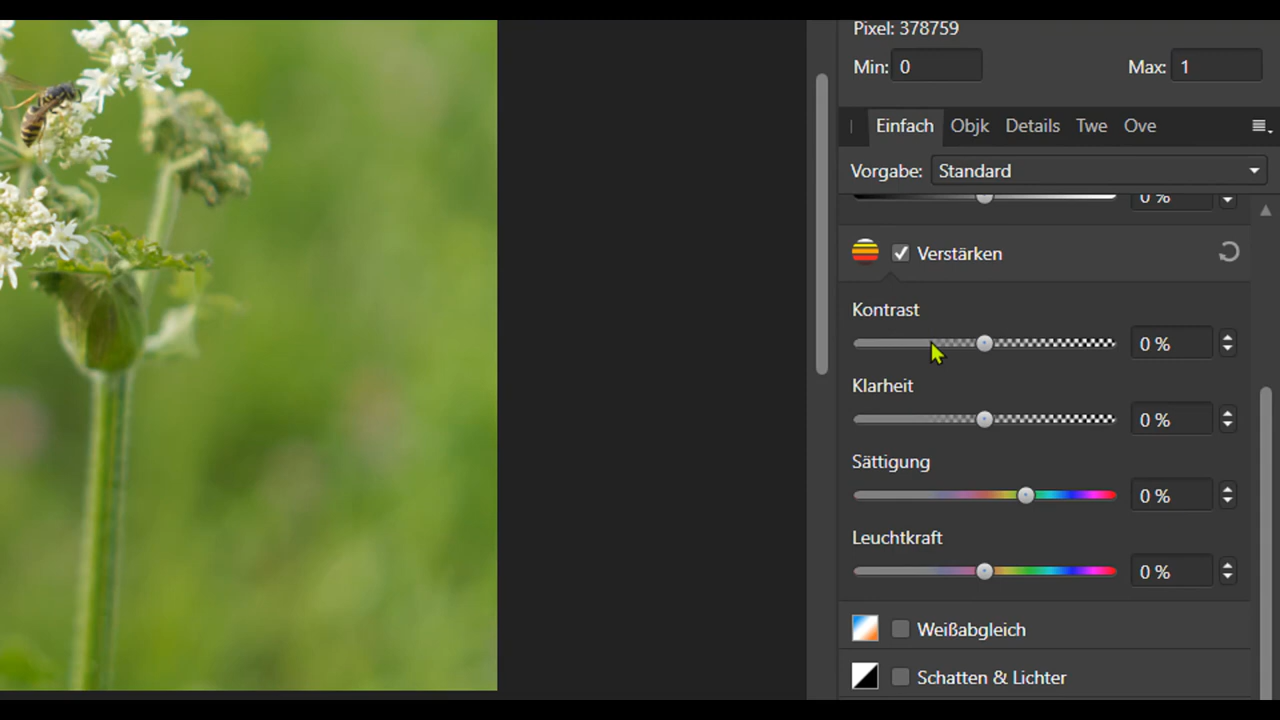 Pixel: 378759
Min: 0 Max: 1
Einfach Objk Details Twe Ove
Vorgabe: Standard
0 %
Verstärken
Kontrast
0 %
Klarheit
0 %
Sättigung
0 %
Leuchtkraft
0 %
Weißabgleich
Schatten & Lichter